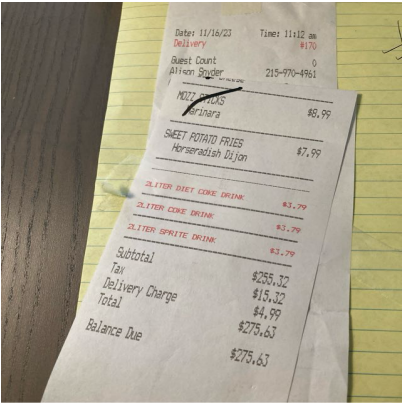 Date: 11/16/23 Time: 11:12 am
Delivery #170
Guest Count 0
Alison Snyder 215-970-4961
MOZZ STICKS $8.99
Marinara
SWEET POTATO FRIES $7.99
Horseradish Dijon
2LITER DIET COKE DRINK $3.79
2LITER COKE DRINK $3.79
2LITER SPRITE DRINK $3.79
Subtotal $255.32
Tax $15.32
Delivery Charge $4.99
Total $275.63
Balance Due $275.63